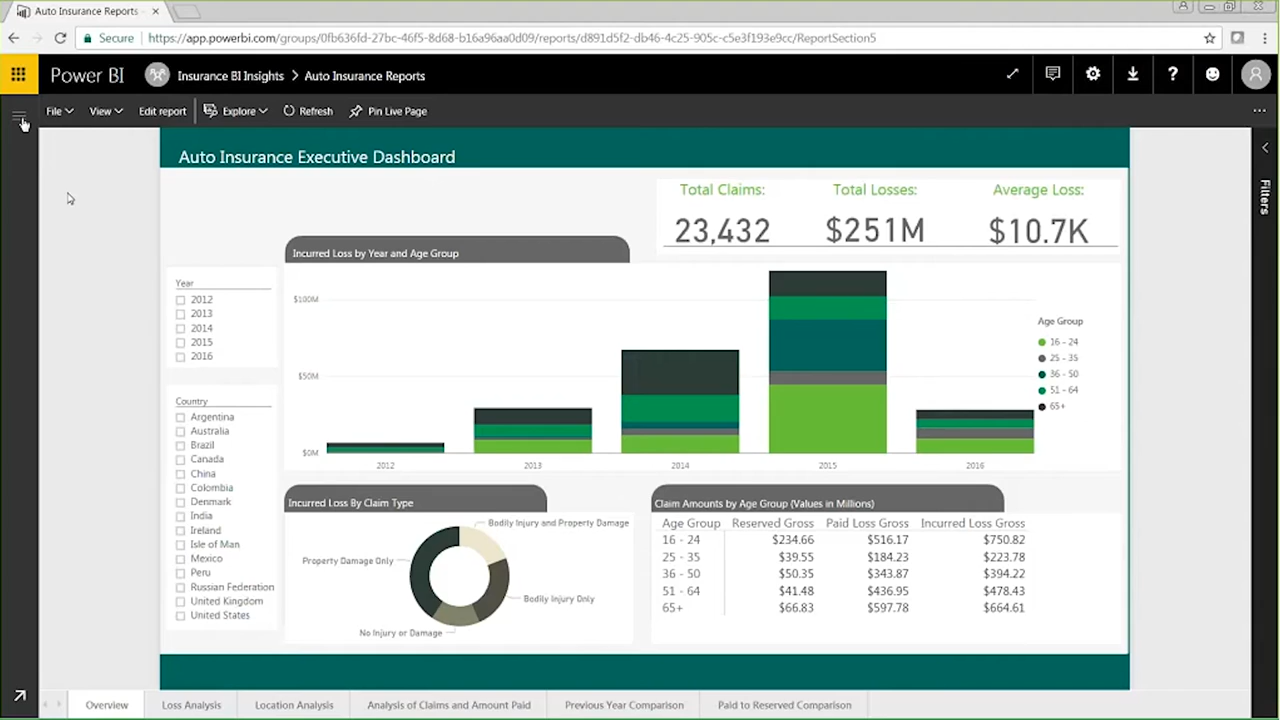 Auto Insurance Reports
Secure
https://app.powerbi.com/groups/0fb636fd-27bc-46f5-8d68-b16a96aa0d09/reports/d891d5f2-db46-4c25-905c-c5e3f193e9cc/ReportSection5
Power BI
Insurance BI Insights > Auto Insurance Reports
File View Edit report Explore Refresh Pin Live Page
Auto Insurance Executive Dashboard
Filters
Total Claims: Total Losses: Average Loss:
23,432 $251M $10.7K
Incurred Loss by Year and Age Group
Year
2012
2013
2014
2015
2016
Country
Argentina
Australia
Brazil
Canada
China
Colombia
Denmark
India
Ireland
Isle of Man
Mexico
Peru
Russian Federation
United Kingdom
United States
$100M
$50M
$0M
2012 2013 2014 2015 2016
Age Group
16 - 24
25 - 35
36 - 50
51 - 64
65+
Incurred Loss By Claim Type
Bodily Injury and Property Damage
Property Damage Only
Bodily Injury Only
No Injury or Damage
Claim Amounts by Age Group (Values in Millions)
Age Group Reserved Gross Paid Loss Gross Incurred Loss Gross
16 - 24 $234.66 $516.17 $750.82
25 - 35 $39.55 $184.23 $223.78
36 - 50 $50.35 $343.87 $394.22
51 - 64 $41.48 $436.95 $478.43
65+ $66.83 $597.78 $664.61
Overview Loss Analysis Location Analysis Analysis of Claims and Amount Paid Previous Year Comparison Paid to Reserved Comparison